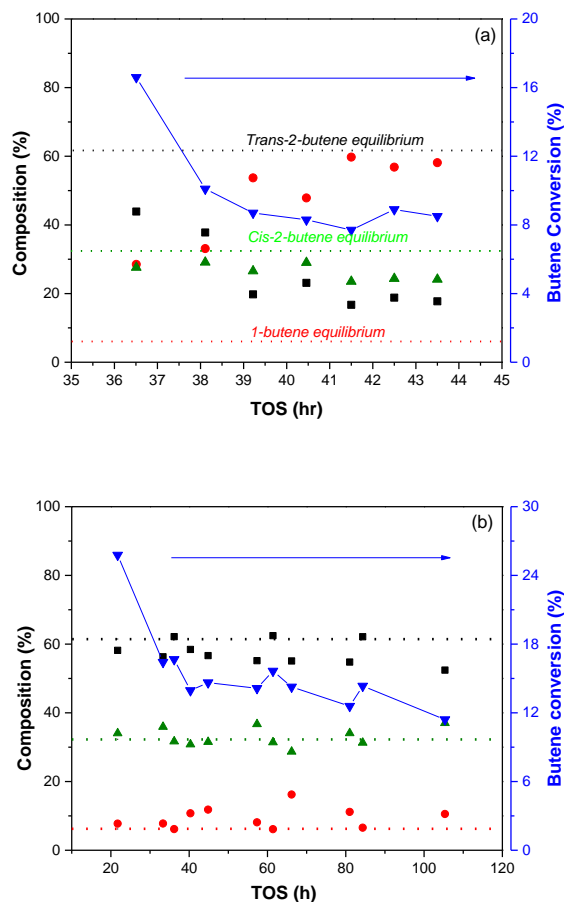 (a)
100
80
60
40
20
0
Composition (%)
20
16
12
8
4
0
Butene Conversion (%)
Trans-2-butene equilibrium
Cis-2-butene equilibrium
1-butene equilibrium
35 36 37 38 39 40 41 42 43 44 45
TOS (hr)
(b)
100
80
60
40
20
0
Composition (%)
30
24
18
12
6
0
Butene conversion (%)
20 40 60 80 100 120
TOS (h)